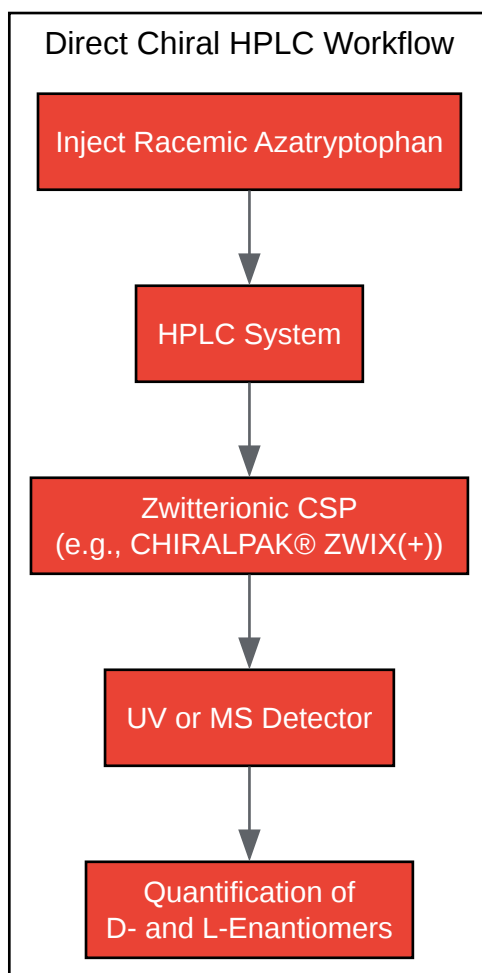 Direct Chiral HPLC Workflow
Inject Racemic Azatryptophan
HPLC System
Zwitterionic CSP
(e.g., CHIRALPAK® ZWIX(+))
UV or MS Detector
Quantification of
D- and L-Enantiomers